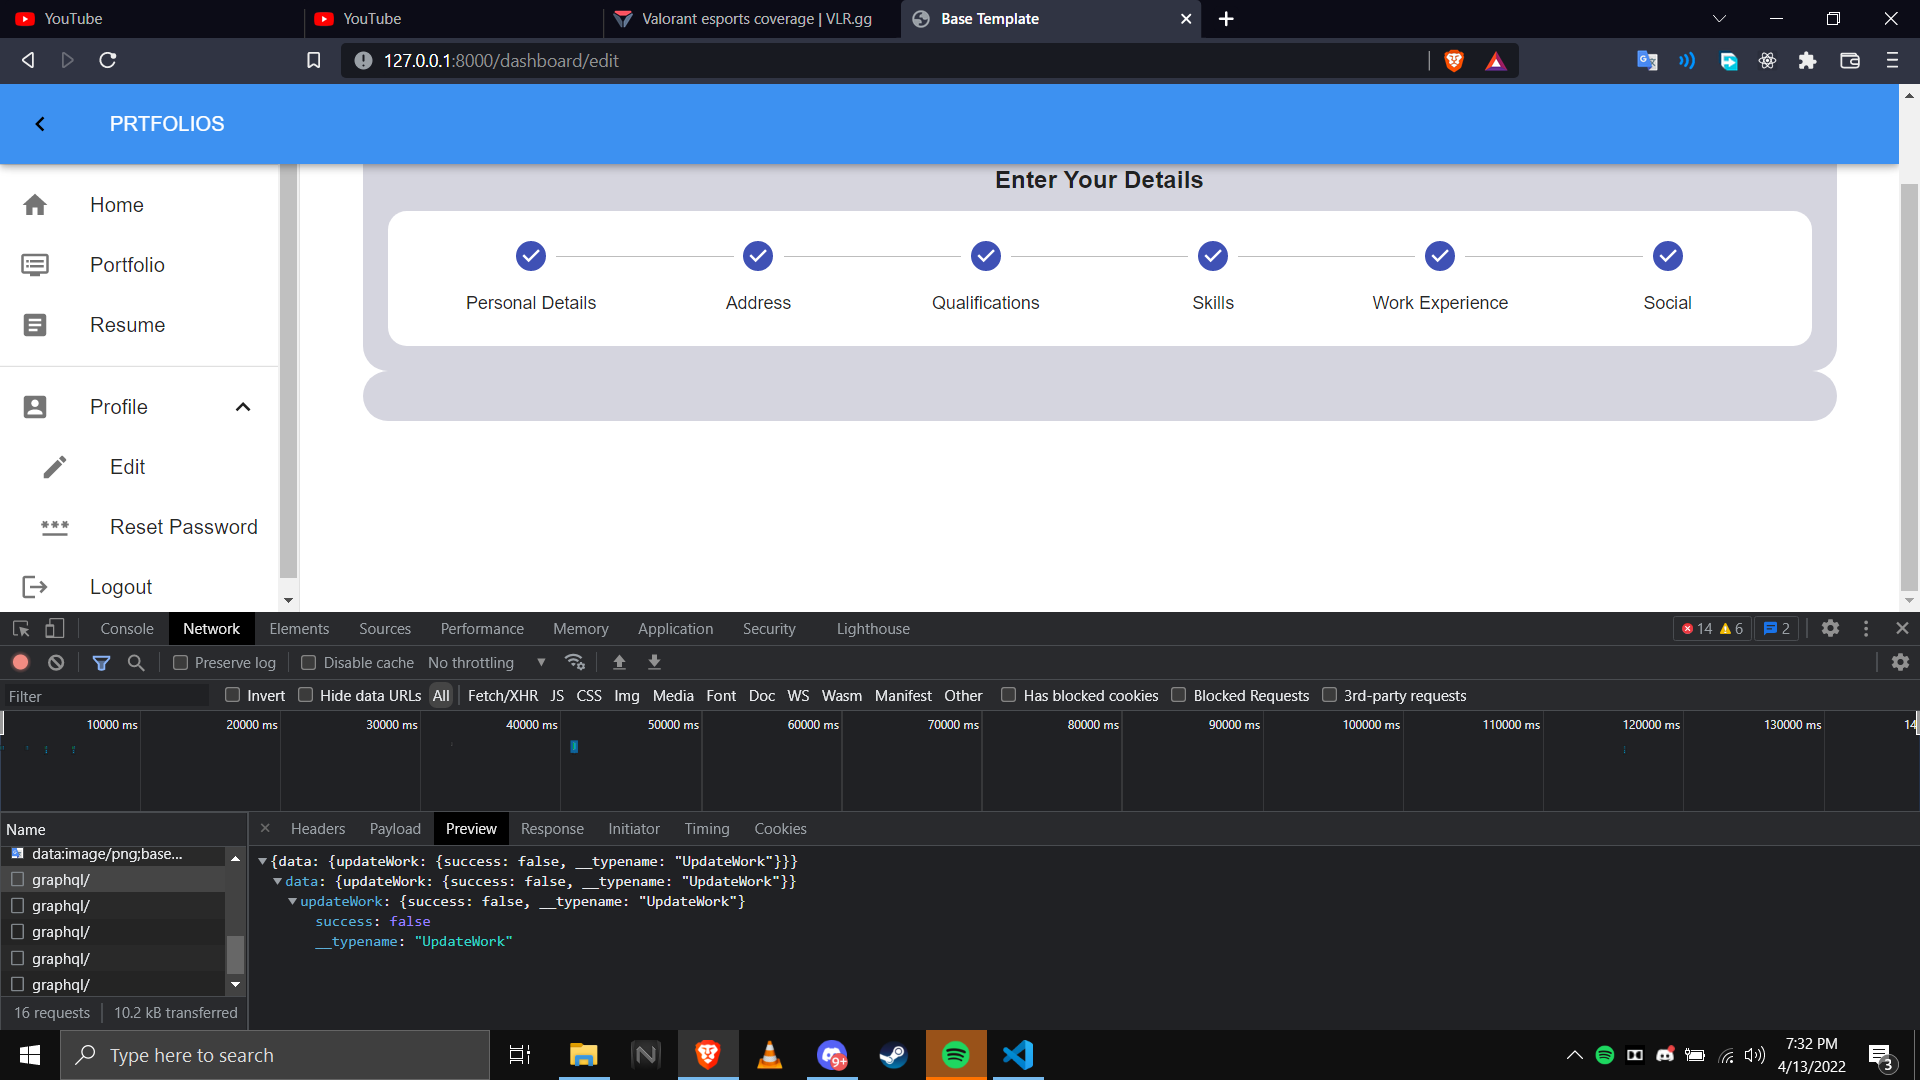 YouTube
YouTube
Valorant esports coverage | VLR.gg
Base Template
127.0.0.1:8000/dashboard/edit
PRTFOLIOS
Home
Portfolio
Resume
Profile
Edit
Reset Password
Logout
Enter Your Details
Personal Details
Address
Qualifications
Skills
Work Experience
Social
Console Network Elements Sources Performance Memory Application Security Lighthouse 14 6 2
Preserve log Disable cache No throttling
Filter Invert Hide data URLs All Fetch/XHR JS CSS Img Media Font Doc WS Wasm Manifest Other Has blocked cookies Blocked Requests 3rd-party requests
10000 ms 20000 ms 30000 ms 40000 ms 50000 ms 60000 ms 70000 ms 80000 ms 90000 ms 100000 ms 110000 ms 120000 ms 130000 ms 14
Name
data:image/png;base...
graphql/
graphql/
graphql/
graphql/
graphql/
16 requests 10.2 kB transferred
Headers Payload Preview Response Initiator Timing Cookies
{data: {updateWork: {success: false, __typename: "UpdateWork"}}}
data: {updateWork: {success: false, __typename: "UpdateWork"}}
updateWork: {success: false, __typename: "UpdateWork"}
success: false
__typename: "UpdateWork"
Type here to search
9+
7:32 PM
4/13/2022
3